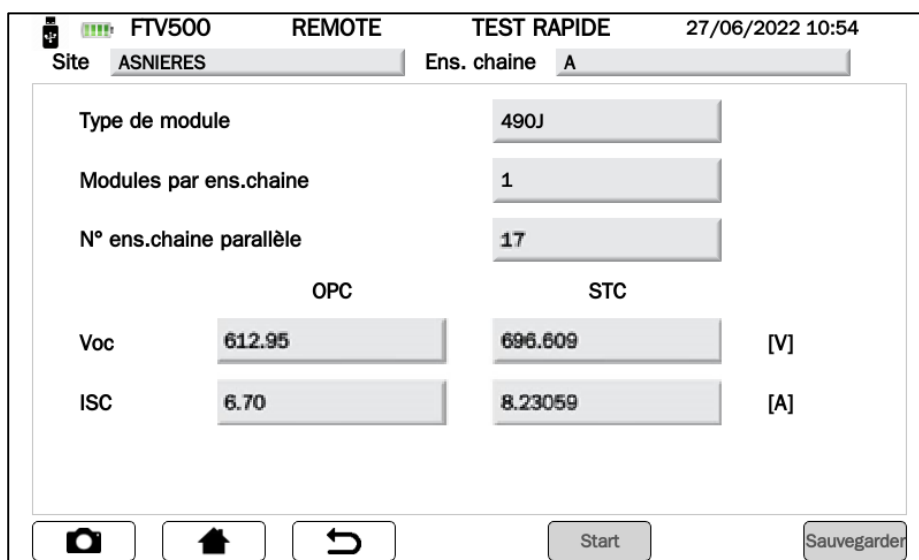 FTV500 REMOTE TEST RAPIDE 27/06/2022 10:54
Site ASNIERES Ens. chaine A
Type de module 490J
Modules par ens.chaine 1
N° ens.chaine parallèle 17
OPC STC
Voc 612.95 696.609 [V]
ISC 6.70 8.23059 [A]
Start Sauvegarder